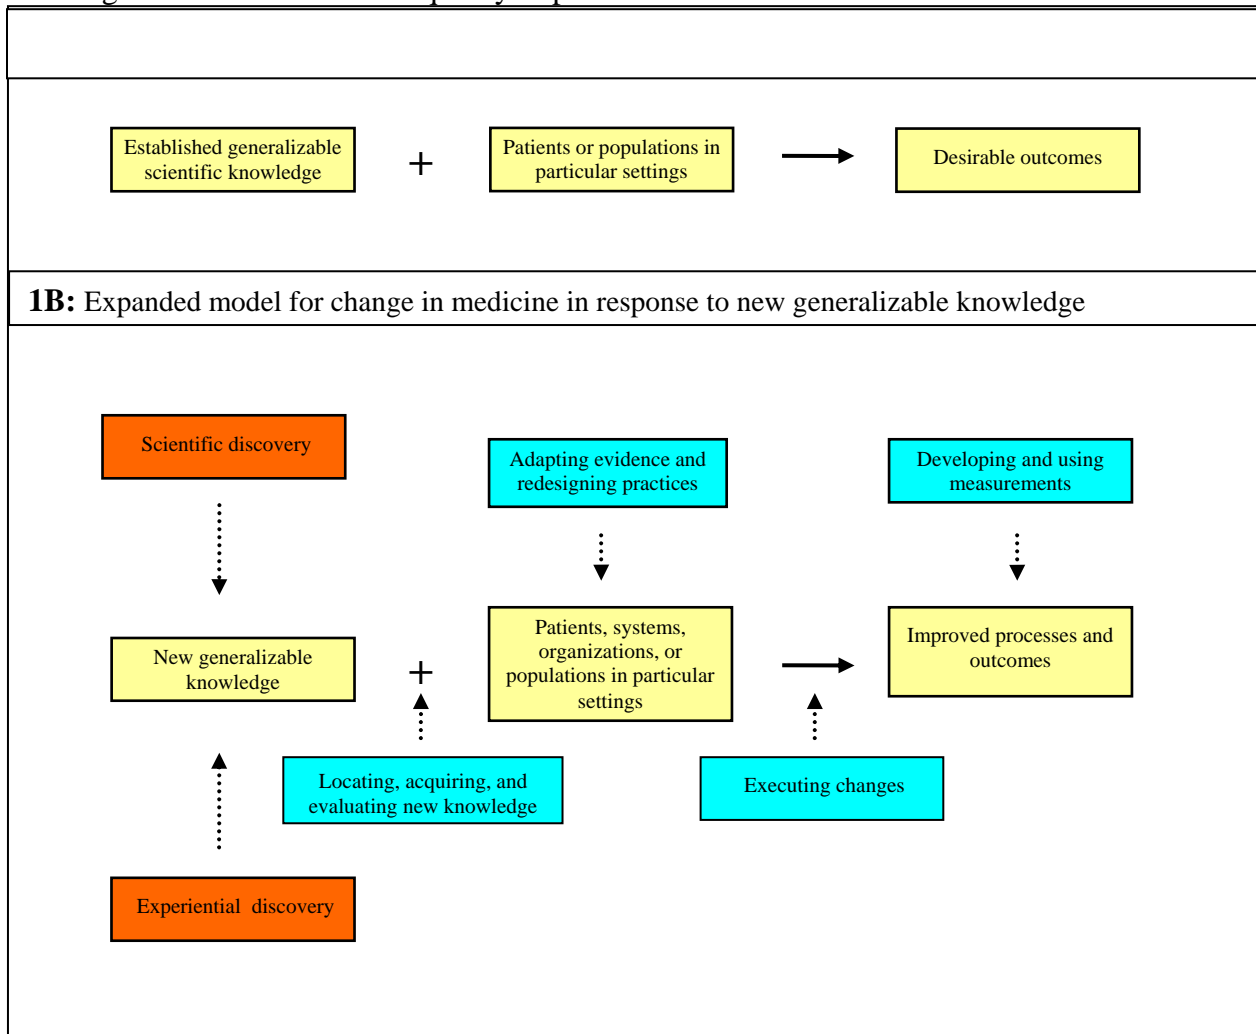 Established generalizable
scientific knowledge
+
Patients or populations in
particular settings
Desirable outcomes
1B: Expanded model for change in medicine in response to new generalizable knowledge
Scientific discovery
Adapting evidence and
redesigning practices
Developing and using
measurements
New generalizable
knowledge
+
Patients, systems,
organizations, or
populations in particular
settings
Improved processes and
outcomes
Locating, acquiring, and
evaluating new knowledge
Executing changes
Experiential discovery